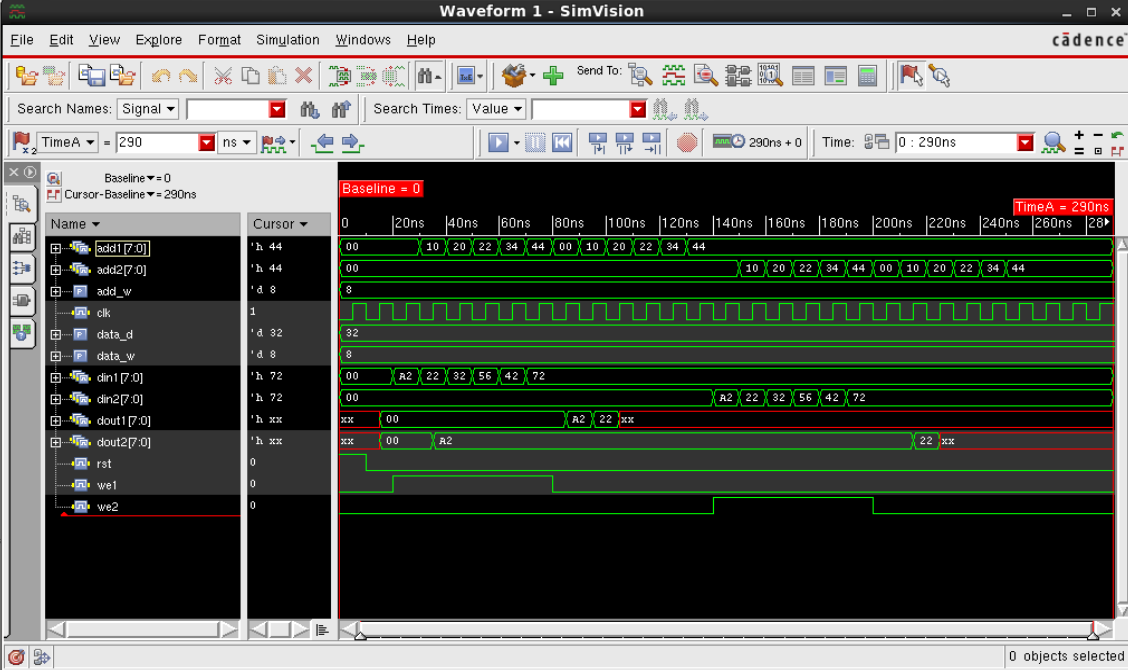 Waveform 1 - SimVision
File Edit View Explore Format Simulation Windows Help
cādence
Send To:
Search Names: Signal
Search Times: Value
x2 TimeA = 290 ns
290ns + 0
Time: 0 : 290ns
Baseline = 0
Cursor-Baseline = 290ns
Baseline = 0
TimeA = 290ns
Name Cursor 0 20ns 40ns 60ns 80ns 100ns 120ns 140ns 160ns 180ns 200ns 220ns 240ns 260ns 28
add1[7:0] 'h 44 00 10 20 22 34 44 00 10 20 22 34 44
add2[7:0] 'h 44 00 10 20 22 34 44 00 10 20 22 34 44
add_w 'd 8 8
clk 1
data_d 'd 32 32
data_w 'd 8 8
din1[7:0] 'h 72 00 A2 22 32 56 42 72
din2[7:0] 'h 72 00 A2 22 32 56 42 72
dout1[7:0] 'h xx xx 00 A2 22 xx
dout2[7:0] 'h xx xx 00 A2 22 xx
rst 0
we1 0
we2 0
0 objects selected